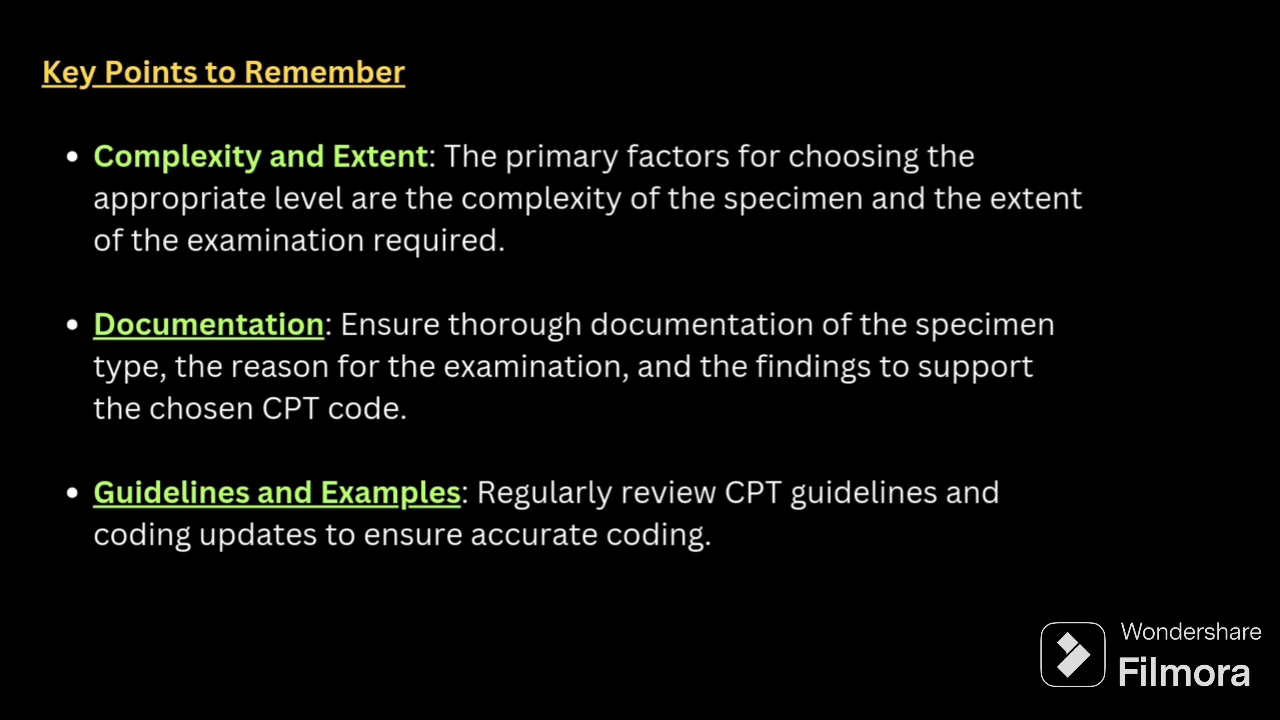 Key Points to Remember
• Complexity and Extent: The primary factors for choosing the
appropriate level are the complexity of the specimen and the extent
of the examination required.
• Documentation: Ensure thorough documentation of the specimen
type, the reason for the examination, and the findings to support
the chosen CPT code.
• Guidelines and Examples: Regularly review CPT guidelines and
coding updates to ensure accurate coding.
Wondershare
Filmora